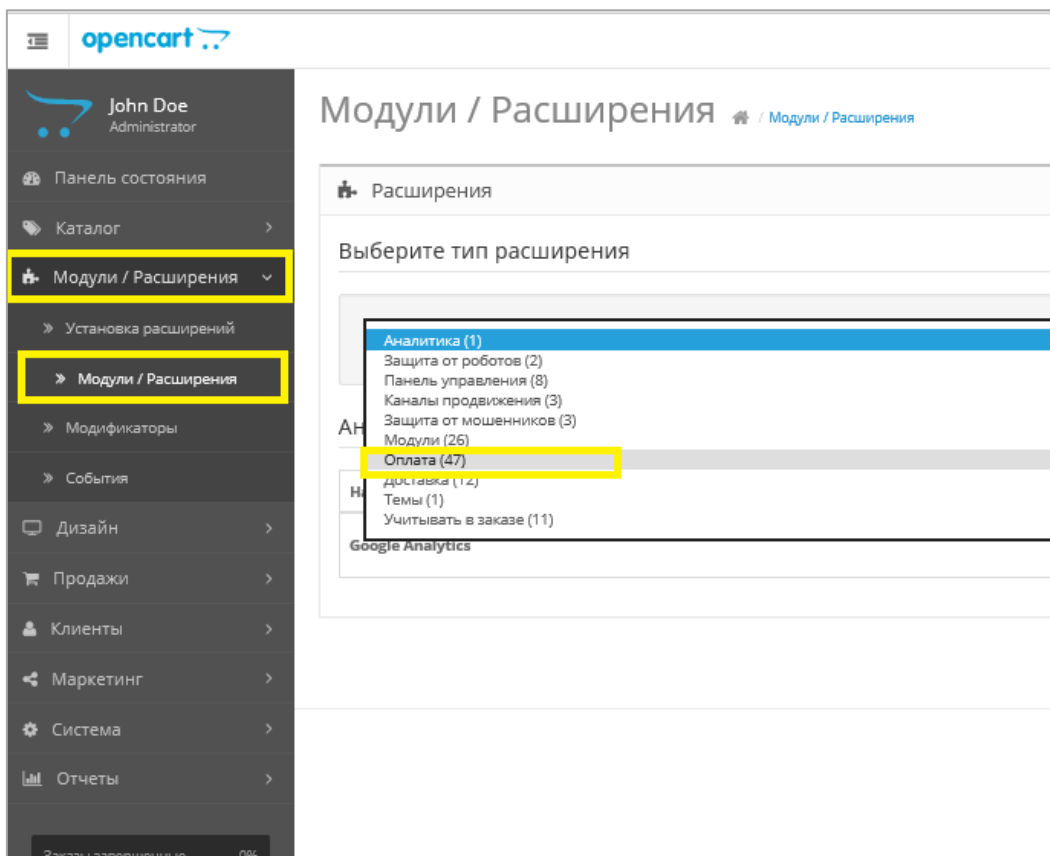 opencart
John Doe
Administrator
Панель состояния
Каталог
Модули / Расширения
Установка расширений
Модули / Расширения
Модификаторы
События
Дизайн
Продажи
Клиенты
Маркетинг
Система
Отчеты
Заказы завершенные 0%
Модули / Расширения / Модули / Расширения
Расширения
Выберите тип расширения
Аналитика (1)
Защита от роботов (2)
Панель управления (8)
Каналы продвижения (3)
Защита от мошенников (3)
Модули (26)
Оплата (47)
Доставка (12)
Темы (1)
Учитывать в заказе (11)
Google Analytics